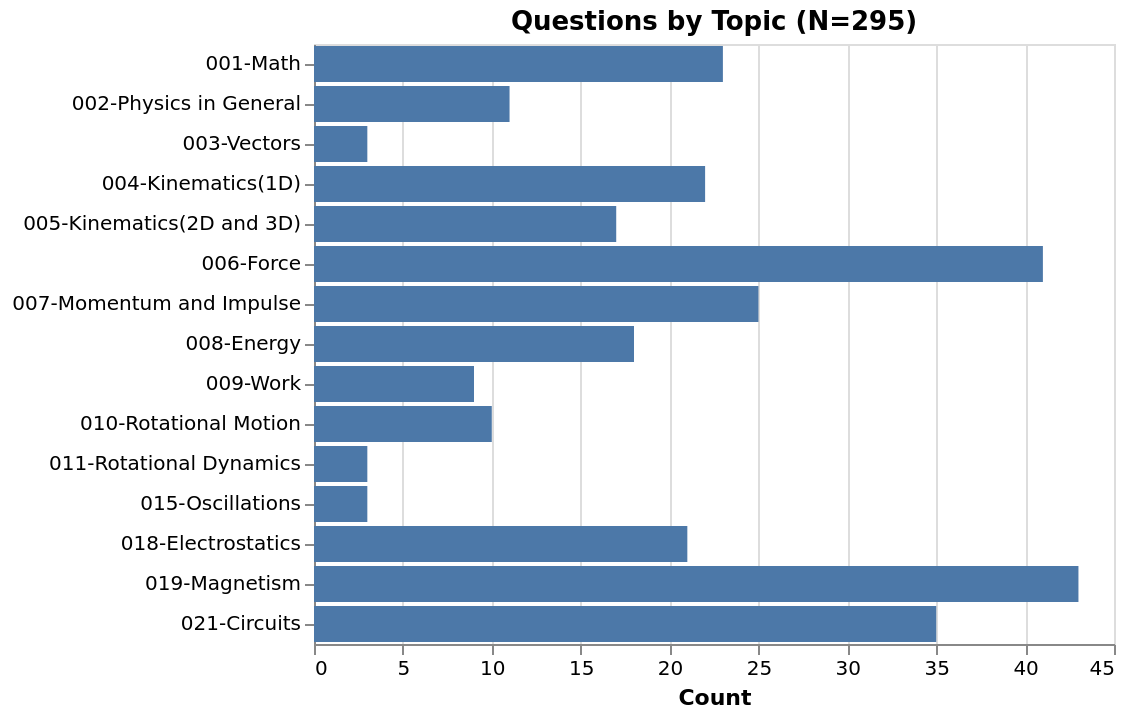 Questions by Topic (N=295)
001-Math
002-Physics in General
003-Vectors
004-Kinematics(1D)
005-Kinematics(2D and 3D)
006-Force
007-Momentum and Impulse
008-Energy
009-Work
010-Rotational Motion
011-Rotational Dynamics
015-Oscillations
018-Electrostatics
019-Magnetism
021-Circuits
0 5 10 15 20 25 30 35 40 45
Count